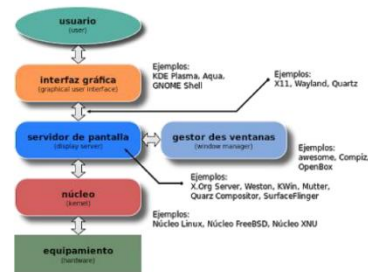 usuario
(user)
Ejemplos:
KDE Plasma, Aqua,
GNOME Shell
interfaz gráfica
(graphical user interface)
Ejemplos:
X11, Wayland, Quartz
servidor de pantalla
(display server)
gestor des ventanas
(window manager)
Ejemplos:
awesome, Compiz,
OpenBox
Ejemplos:
X.Org Server, Weston, KWin, Mutter,
Quarz Compositor, SurfaceFlinger
núcleo
(kernel)
Ejemplos:
Núcleo Linux, Núcleo FreeBSD, Núcleo XNU
equipamiento
(hardware)